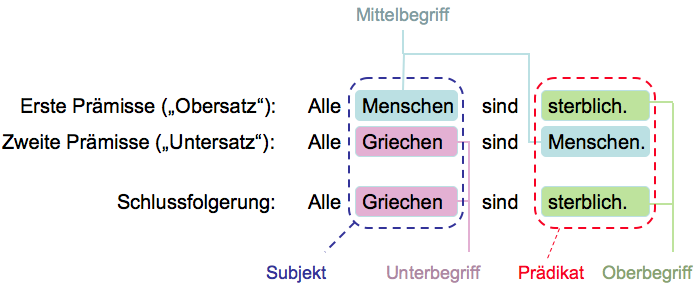 Mittelbegriff
Erste Prämisse („Obersatz“): Alle Menschen sind sterblich.
Zweite Prämisse („Untersatz“): Alle Griechen sind Menschen.
Schlussfolgerung: Alle Griechen sind sterblich.
Subjekt Unterbegriff Prädikat Oberbegriff